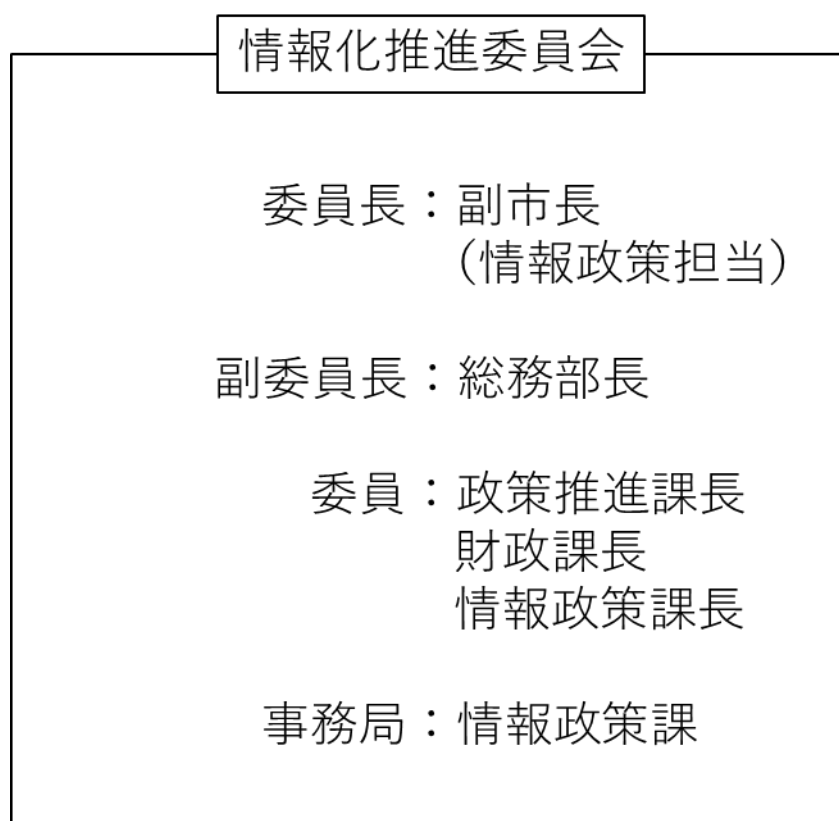 情報化推進委員会
委員長：副市長
（情報政策担当）
副委員長：総務部長
委員：政策推進課長
財政課長
情報政策課長
事務局：情報政策課